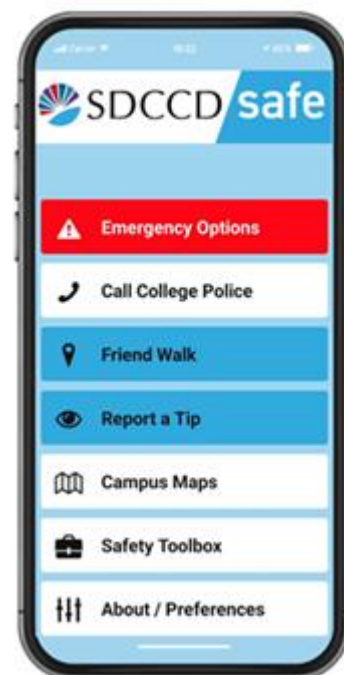 SDCCD safe
Emergency Options
Call College Police
Friend Walk
Report a Tip
Campus Maps
Safety Toolbox
About / Preferences